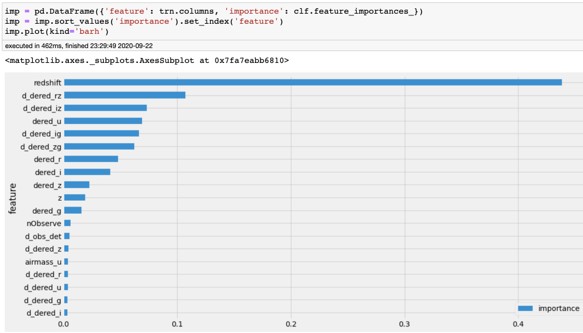 imp = pd.DataFrame({'feature': trn.columns, 'importance': clf.feature_importances_})
imp = imp.sort_values('importance').set_index('feature')
imp.plot(kind='barh')
executed in 462ms, finished 23:29:49 2020-09-22
<matplotlib.axes._subplots.AxesSubplot at 0x7fa7eabb6810>
redshift
d_dered_rz
d_dered_iz
dered_u
d_dered_ig
d_dered_zg
dered_r
dered_i
dered_z
z
dered_g
nObserve
d_obs_det
d_dered_z
airmass_u
d_dered_r
d_dered_u
d_dered_g
d_dered_i
feature
importance
0.0 0.1 0.2 0.3 0.4